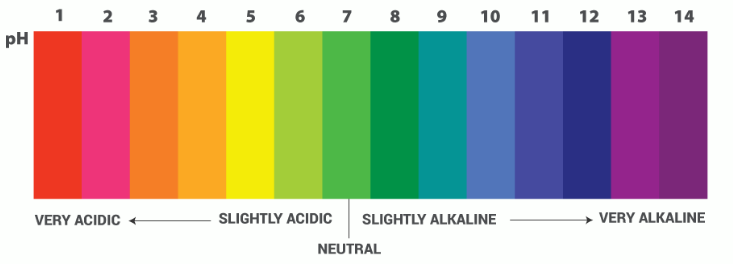 1 2 3 4 5 6 7 8 9 10 11 12 13 14
pH
VERY ACIDIC SLIGHTLY ACIDIC SLIGHTLY ALKALINE VERY ALKALINE
NEUTRAL